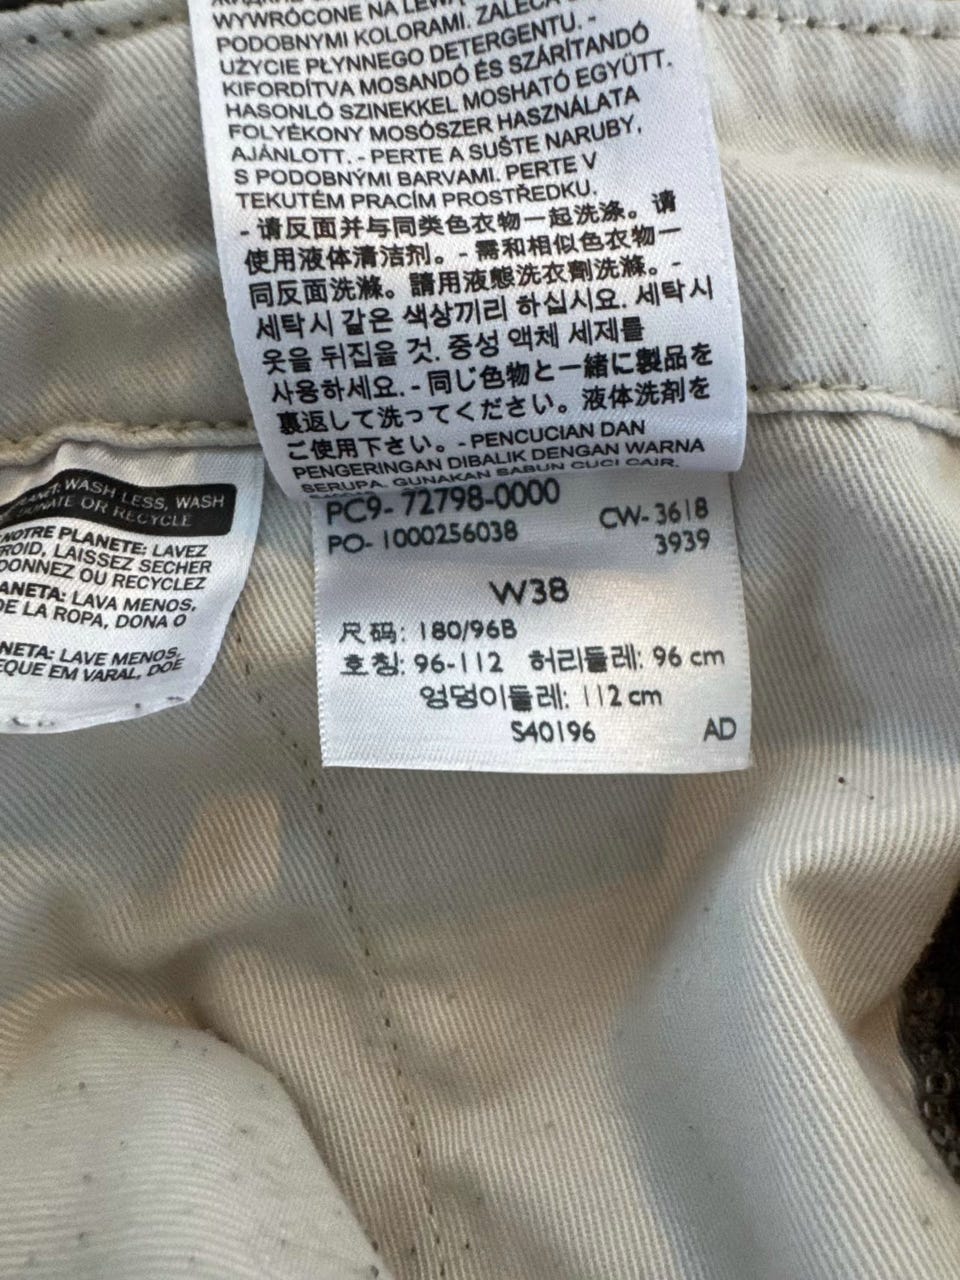 WYWRÓCONE NA LEWĄ
PODOBNYMI KOLORAMI. ZALECA
UŻYCIE PŁYNNEGO DETERGENTU. -
KIFORDÍTVA MOSANDÓ ÉS SZÁRÍTANDÓ
HASONLÓ SZINEKKEL MOSHATÓ EGYÜTT.
FOLYÉKONY MOSÓSZER HASZNÁLATA
AJÁNLOTT. - PERTE A SUŠTE NARUBY,
S PODOBNÝMI BARVAMI. PERTE V
TEKUTÉM PRACÍM PROSTŘEDKU.
- 请反面并与同类色衣物一起洗涤。请
使用液体清洁剂。- 需和相似色衣物一
同反面洗滌。請用液態洗衣劑洗滌。-
세탁시 같은 색상끼리 하십시요. 세탁시
옷을 뒤집을 것. 중성 액체 세제를
사용하세요. - 同じ色物と一緒に製品を
裏返して洗ってください。液体洗剤を
ご使用下さい。- PENCUCIAN DAN
PENGERINGAN DIBALIK DENGAN WARNA
SERUPA. GUNAKAN SABUN CUCI CAIR.
WASH LESS, WASH
OR RECYCLE
NOTRE PLANETE: LAVEZ
LAISSEZ SECHER
OU RECYCLEZ
LAVA MENOS,
DE LA ROPA, DONA O
LAVE MENOS,
EM VARAL, DOE
PC9- 72798-0000
PO- 1000256038
CW- 3618
3939
W38
尺码: 180/96B
호칭: 96-112 허리둘레: 96 cm
엉덩이둘레: 112 cm
S40196 AD